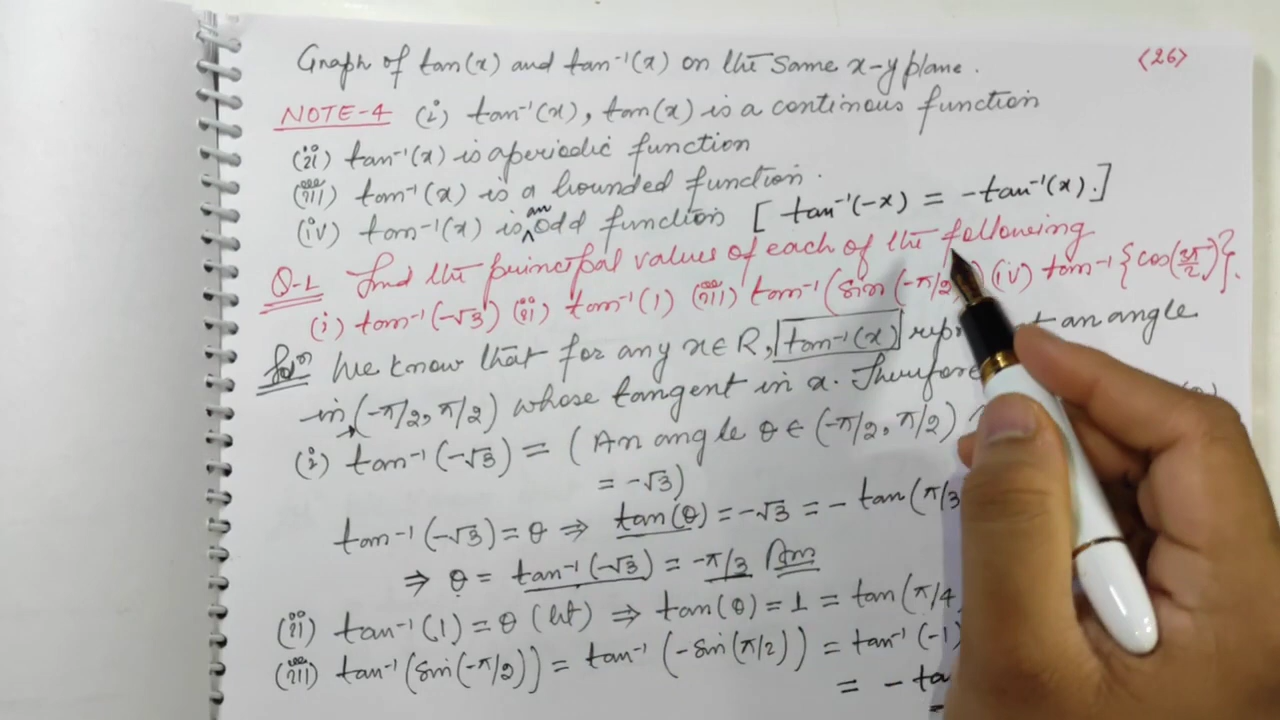 Graph of tan(x) and tan⁻¹(x) on the same x-y plane.
<26>
NOTE-4 (i) tan⁻¹(x), tan(x) is a continous function
(ii) tan⁻¹(x) is aperiodic function
(iii) tan⁻¹(x) is a bounded function.
(iv) tan⁻¹(x) is an odd function [tan⁻¹(-x) = -tan⁻¹(x).]
Q-1 Find the principal values of each of the following
(i) tan⁻¹(-√3) (ii) tan⁻¹(1) (iii) tan⁻¹(sin(-π/2 (iv) tan⁻¹{cos(3π/2)}.
Solⁿ We know that for any x∈R, tan⁻¹(x) an angle
in (-π/2, π/2) whose tangent in x. Therefore
(i) tan⁻¹(-√3) = (An angle θ ∈ (-π/2, π/2)
= -√3)
tan⁻¹(-√3) = θ ⇒ tan(θ) = -√3 = - tan(π/3
⇒ θ = tan⁻¹(-√3) = -π/3 Ans
(ii) tan⁻¹(1) = θ (let) ⇒ tan(θ) = 1 = tan(π/4
(iii) tan⁻¹(sin(-π/2)) = tan⁻¹(-sin(π/2)) = tan⁻¹(-1)
= - ta